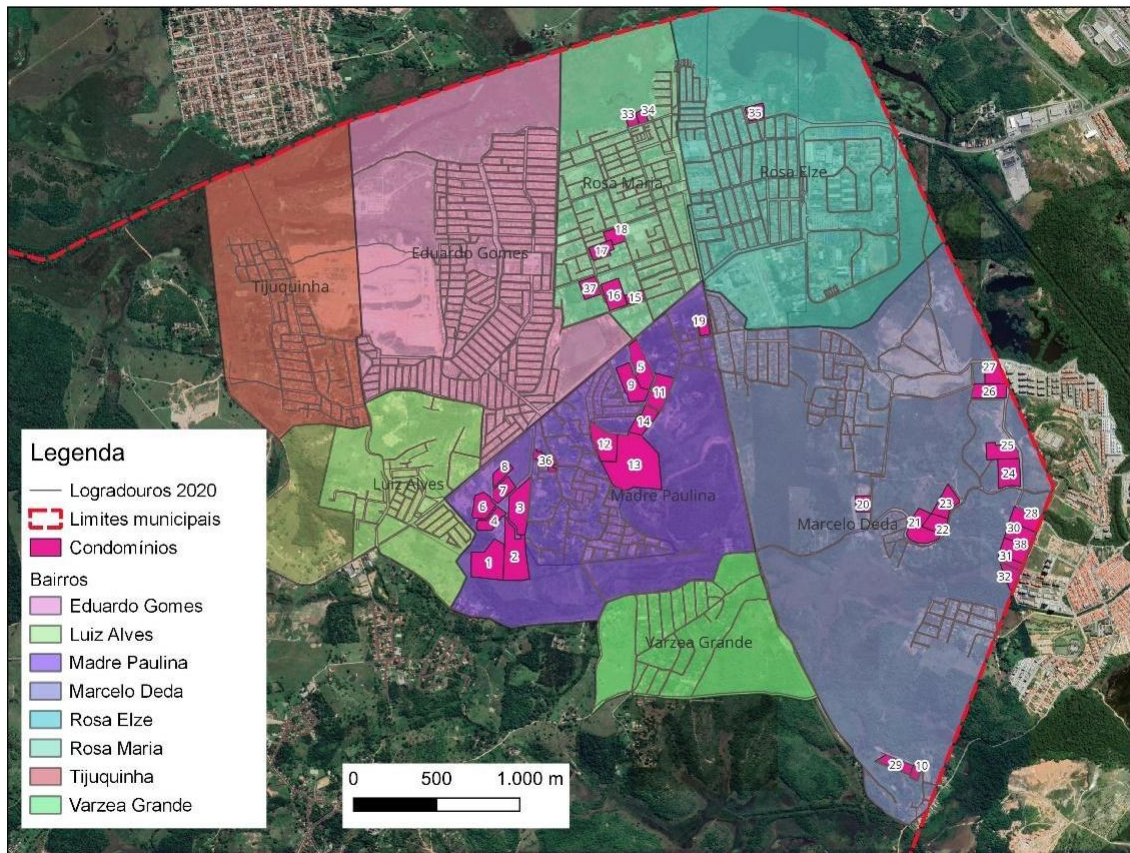 33 34 35
Rosa Maria
Rosa Elze
18
17
Eduardo Gomes
Tijuquinha
37 16 15
19
5
9
11
27
26
14
12
13
25
24
8
36
7
Luiz Alves
6
3
4
Madre Paulina
20
23
21
22
Marcelo Deda
28
30
38
31
32
1
2
Varzea Grande
29 10
Legenda
Logradouros 2020
Limites municipais
Condomínios
Bairros
Eduardo Gomes
Luiz Alves
Madre Paulina
Marcelo Deda
Rosa Elze
Rosa Maria
Tijuquinha
Varzea Grande
0 500 1.000 m